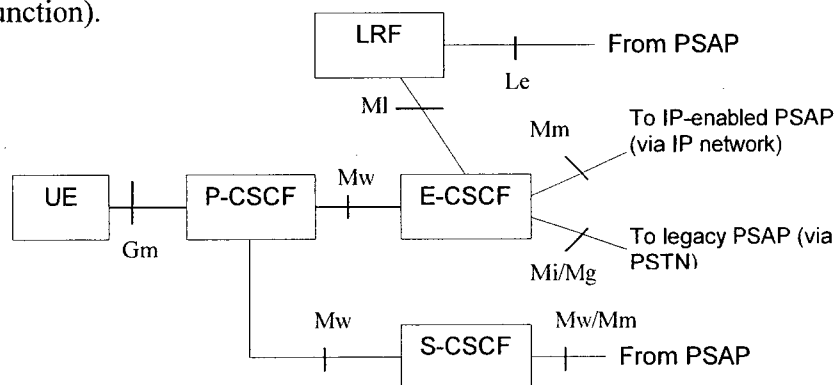 unction).
LRF
From PSAP
Le
Ml
Mm
To IP-enabled PSAP
(via IP network)
UE
P-CSCF
Mw
E-CSCF
Gm
To legacy PSAP (via
PSTN)
Mi/Mg
Mw
S-CSCF
Mw/Mm
From PSAP